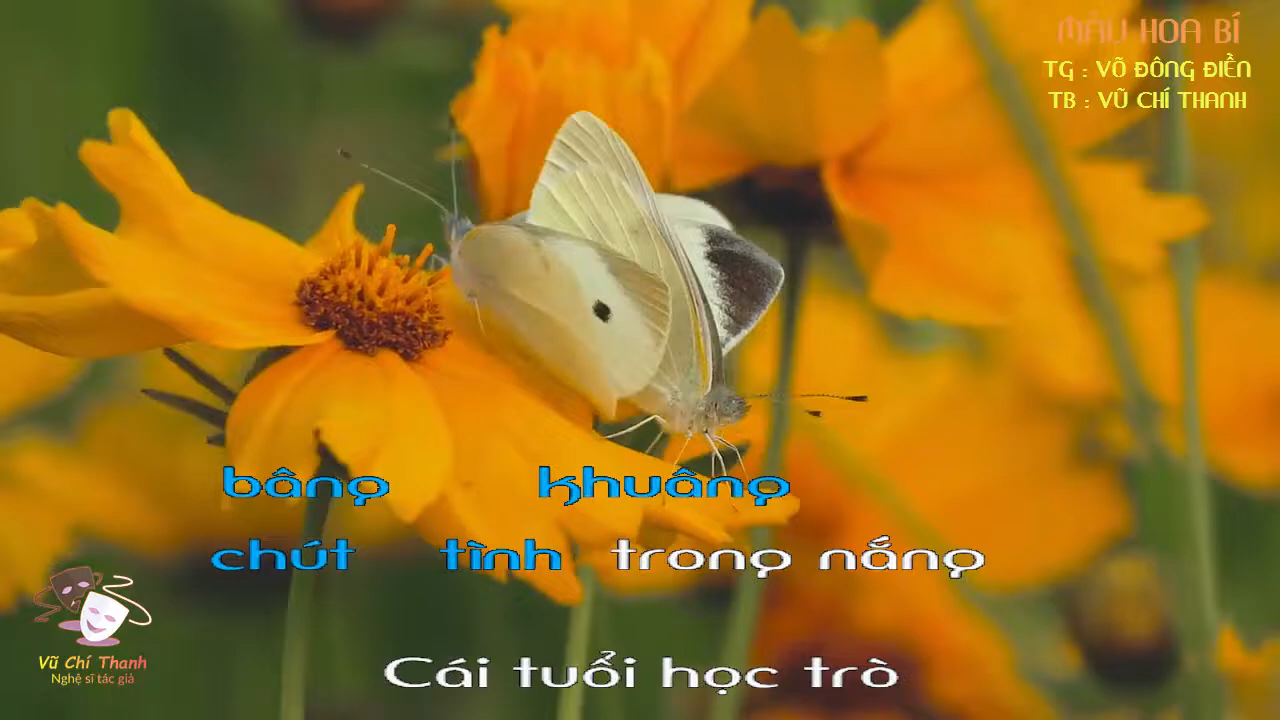 MÀU HOA BÍ
TG : VÕ ĐÔNG ĐIỀN
TB : VŨ CHÍ THANH
bâng khuâng
chút tình trong nắng
Cái tuổi học trò
Vũ Chí Thanh
Nghệ sĩ tác giả